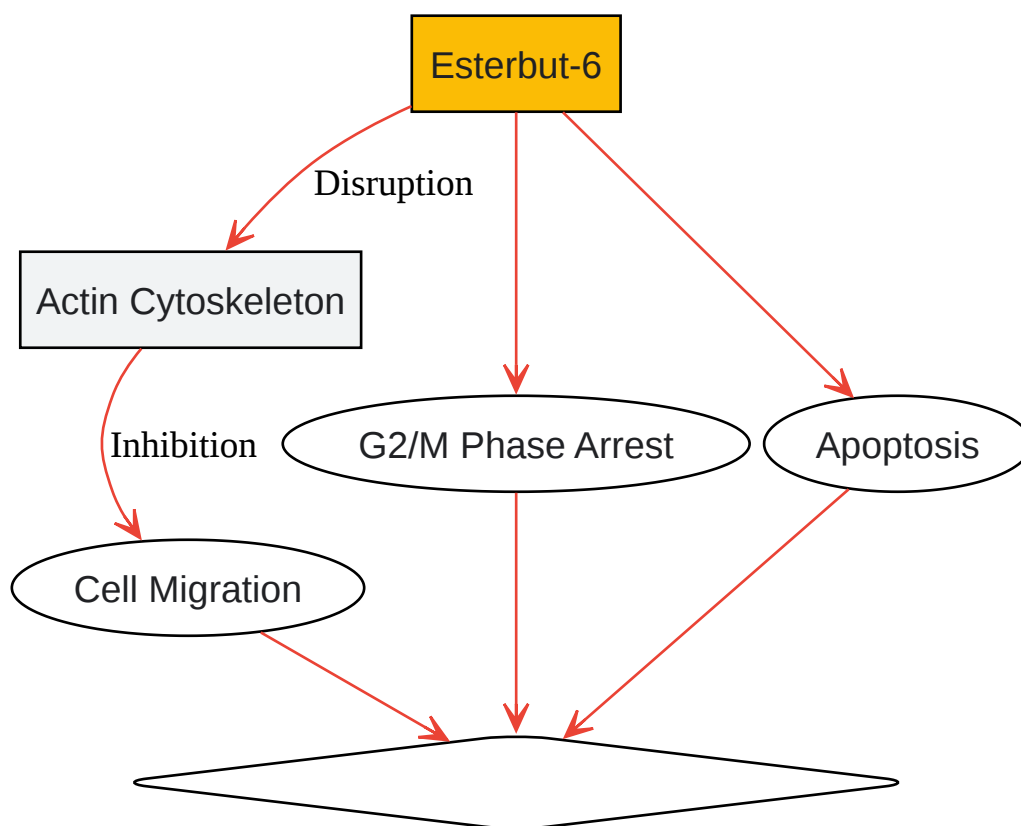 Esterbut-6
Disruption
Actin Cytoskeleton
Inhibition
G2/M Phase Arrest
Apoptosis
Cell Migration